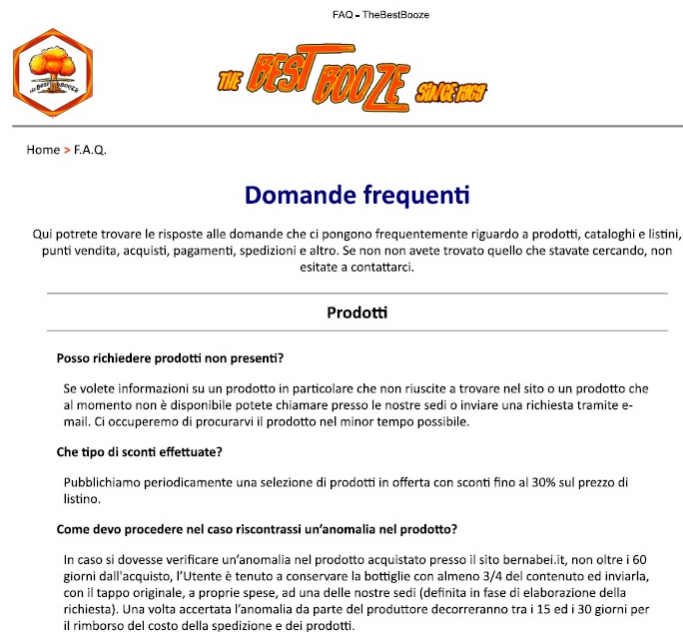 FAQ - TheBestBooze
the BEST BOOZE
THE BEST BOOZE SINCE 1969
Home > F.A.Q.
Domande frequenti
Qui potrete trovare le risposte alle domande che ci pongono frequentemente riguardo a prodotti, cataloghi e listini,
punti vendita, acquisti, pagamenti, spedizioni e altro. Se non non avete trovato quello che stavate cercando, non
esitate a contattarci.
Prodotti
Posso richiedere prodotti non presenti?
Se volete informazioni su un prodotto in particolare che non riuscite a trovare nel sito o un prodotto che
al momento non è disponibile potete chiamare presso le nostre sedi o inviare una richiesta tramite e-
mail. Ci occuperemo di procurarvi il prodotto nel minor tempo possibile.
Che tipo di sconti effettuate?
Pubblichiamo periodicamente una selezione di prodotti in offerta con sconti fino al 30% sul prezzo di
listino.
Come devo procedere nel caso riscontrassi un'anomalia nel prodotto?
In caso si dovesse verificare un'anomalia nel prodotto acquistato presso il sito bernabei.it, non oltre i 60
giorni dall'acquisto, l'Utente è tenuto a conservare la bottiglie con almeno 3/4 del contenuto ed inviarla,
con il tappo originale, a proprie spese, ad una delle nostre sedi (definita in fase di elaborazione della
richiesta). Una volta accertata l'anomalia da parte del produttore decorreranno tra i 15 ed i 30 giorni per
il rimborso del costo della spedizione e dei prodotti.